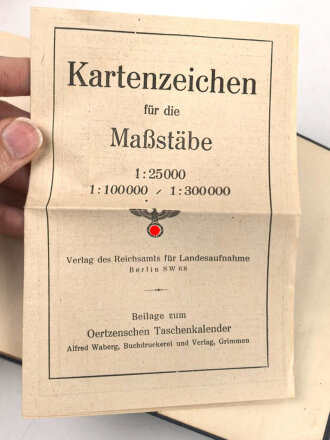 Kartenzeichen
für die
Maßstäbe
1:25000
1:100000 / 1:300000
Verlag des Reichsamts für Landesaufnahme
Berlin SW 68
Beilage zum
Oertzenschen Taschenkalender
Alfred Waberg, Buchdruckerei und Verlag, Grimmen